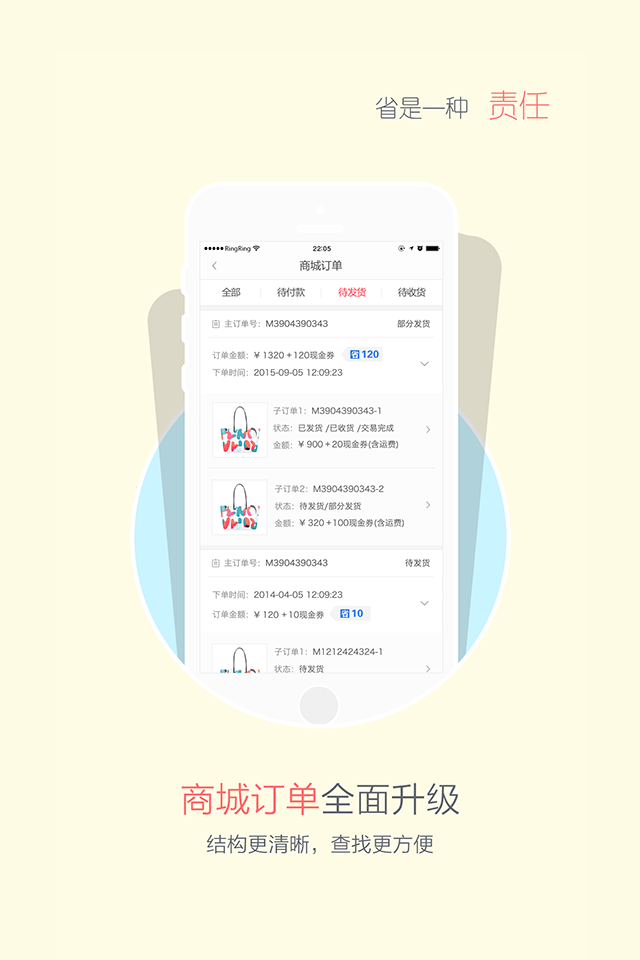 省是一种 责任
RingRing 22:05
商城订单
全部 待付款 待发货 待收货
主订单号：M3904390343 部分发货
订单金额：￥1320+120现金券 省120
下单时间：2015-09-05 12:09:23
子订单1：M3904390343-1
状态：已发货 /已收货 /交易完成
金额：￥900+20现金券(含运费)
子订单2：M3904390343-2
状态：待发货/部分发货
金额：￥320+100现金券(含运费)
主订单号：M3904390343 待发货
下单时间：2014-04-05 12:09:23
订单金额：￥120+10现金券 省10
子订单1：M1212424324-1
状态：待发货
商城订单全面升级
结构更清晰，查找更方便